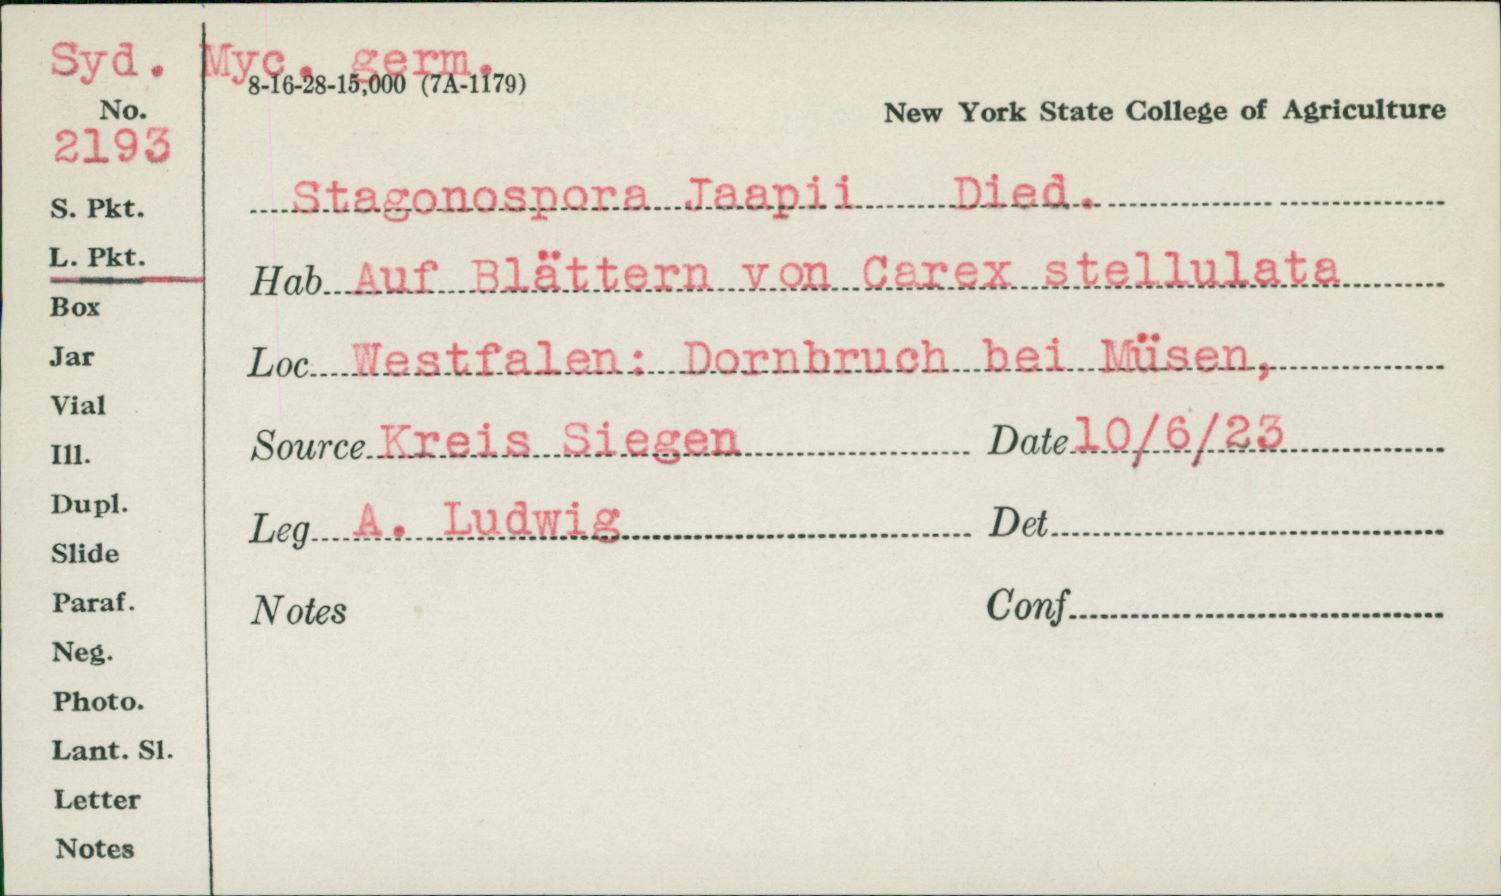 Syd. Myc. germ.
8-16-28-15,000 (7A-1179)
No.
2193
New York State College of Agriculture
S. Pkt.
L. Pkt.
Box
Jar
Vial
Ill.
Dupl.
Slide
Paraf.
Neg.
Photo.
Lant. Sl.
Letter
Notes
Stagonospora Jaapii Died.
Hab Auf Blättern von Carex stellulata
Loc Westfalen: Dornbruch bei Müsen,
Source Kreis Siegen Date 10/6/23
Leg A. Ludwig Det
Notes Conf